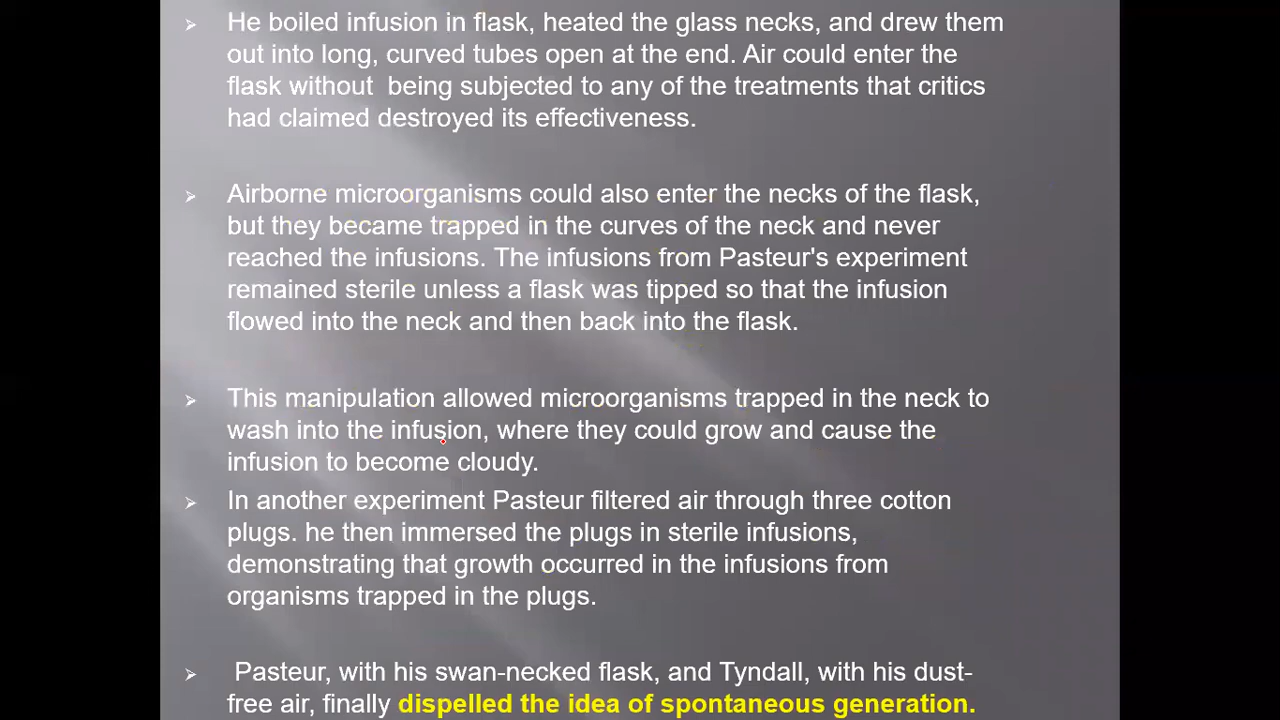 He boiled infusion in flask, heated the glass necks, and drew them
out into long, curved tubes open at the end. Air could enter the
flask without  being subjected to any of the treatments that critics
had claimed destroyed its effectiveness.
Airborne microorganisms could also enter the necks of the flask,
but they became trapped in the curves of the neck and never
reached the infusions. The infusions from Pasteur's experiment
remained sterile unless a flask was tipped so that the infusion
flowed into the neck and then back into the flask.
This manipulation allowed microorganisms trapped in the neck to
wash into the infusion, where they could grow and cause the
infusion to become cloudy.
In another experiment Pasteur filtered air through three cotton
plugs. he then immersed the plugs in sterile infusions,
demonstrating that growth occurred in the infusions from
organisms trapped in the plugs.
Pasteur, with his swan-necked flask, and Tyndall, with his dust-
free air, finally dispelled the idea of spontaneous generation.